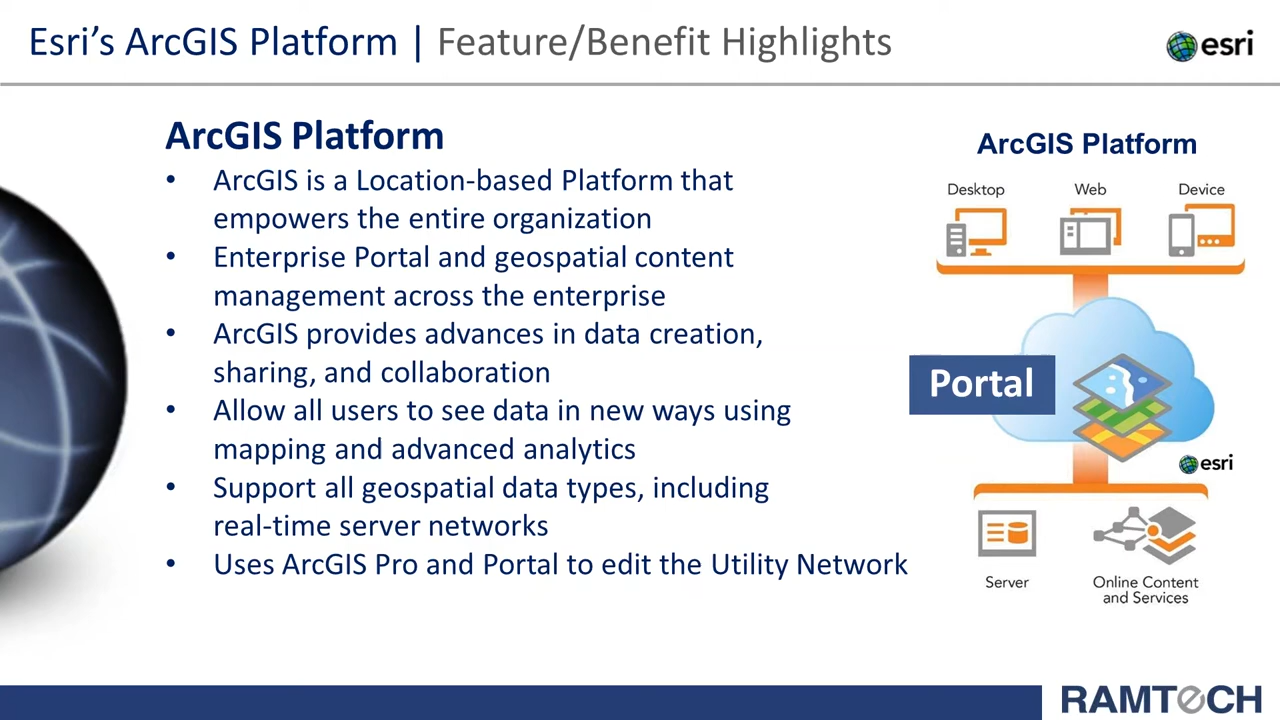 Esri's ArcGIS Platform | Feature/Benefit Highlights
esri
ArcGIS Platform
• ArcGIS is a Location-based Platform that
empowers the entire organization
• Enterprise Portal and geospatial content
management across the enterprise
• ArcGIS provides advances in data creation,
sharing, and collaboration
• Allow all users to see data in new ways using
mapping and advanced analytics
• Support all geospatial data types, including
real-time server networks
• Uses ArcGIS Pro and Portal to edit the Utility Network
ArcGIS Platform
Desktop Web Device
Portal
esri
Server
Online Content
and Services
RAMTeCH